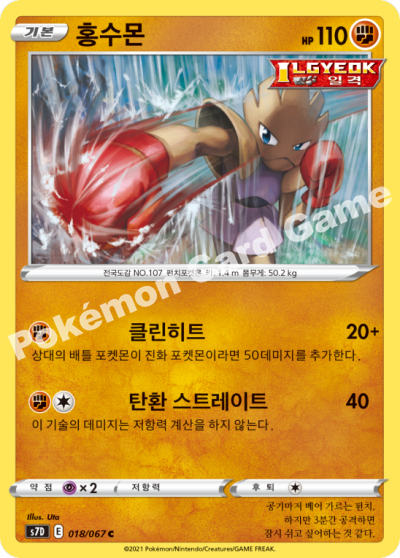 기본 홍수몬 HP 110
ILGYEOK
일격
전국도감 NO.107 펀치포켓몬 키: 1.4 m 몸무게: 50.2 kg
Pokémon Card Game
클린히트 20+
상대의 배틀 포켓몬이 진화 포켓몬이라면 50데미지를 추가한다.
탄환 스트레이트 40
이 기술의 데미지는 저항력 계산을 하지 않는다.
약점 ×2 저항력 후퇴
Illus. Uta
s7D E 018/067 C
공기마저 베어 가르는 펀치.
하지만 3분간 공격하면
잠시 쉬고 싶어하는 것 같다.
©2021 Pokémon/Nintendo/Creatures/GAME FREAK.